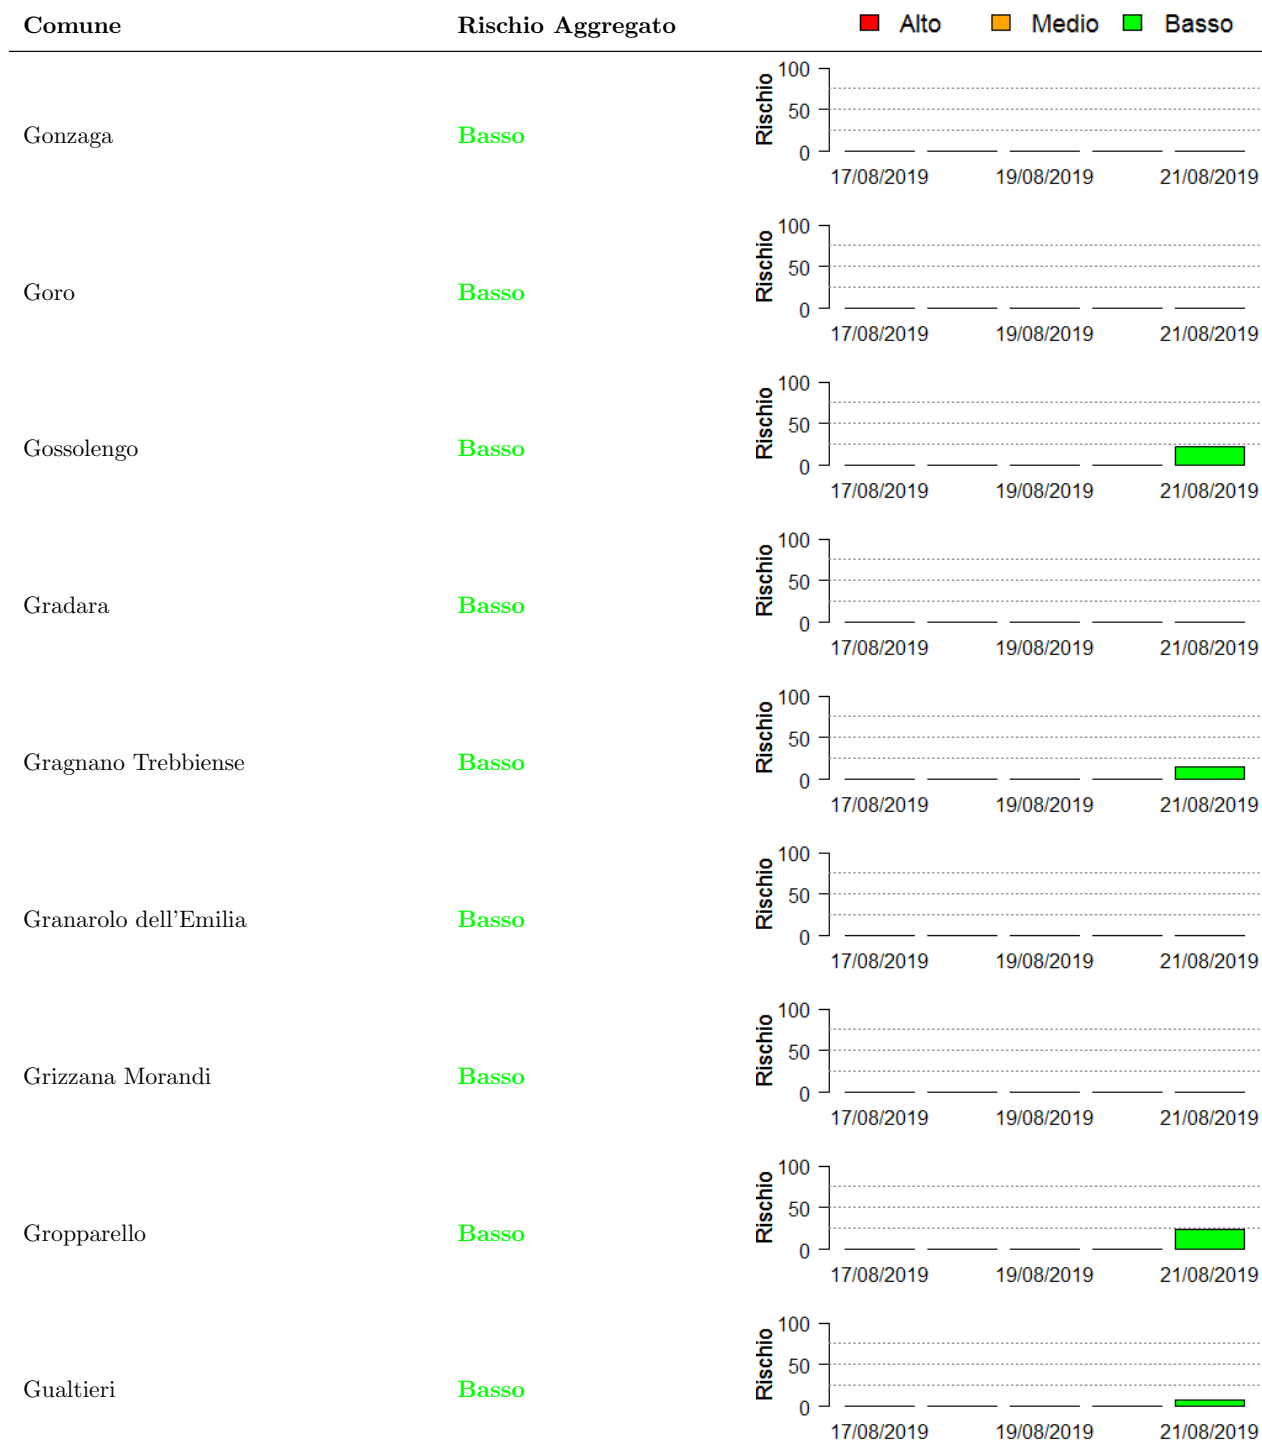 Comune Rischio Aggregato Alto Medio Basso
Gonzaga Basso
Rischio
100
50
0
17/08/2019 19/08/2019 21/08/2019
Goro Basso
Rischio
100
50
0
17/08/2019 19/08/2019 21/08/2019
Gossolengo Basso
Rischio
100
50
0
17/08/2019 19/08/2019 21/08/2019
Gradara Basso
Rischio
100
50
0
17/08/2019 19/08/2019 21/08/2019
Gragnano Trebbiense Basso
Rischio
100
50
0
17/08/2019 19/08/2019 21/08/2019
Granarolo dell'Emilia Basso
Rischio
100
50
0
17/08/2019 19/08/2019 21/08/2019
Grizzana Morandi Basso
Rischio
100
50
0
17/08/2019 19/08/2019 21/08/2019
Gropparello Basso
Rischio
100
50
0
17/08/2019 19/08/2019 21/08/2019
Gualtieri Basso
Rischio
100
50
0
17/08/2019 19/08/2019 21/08/2019